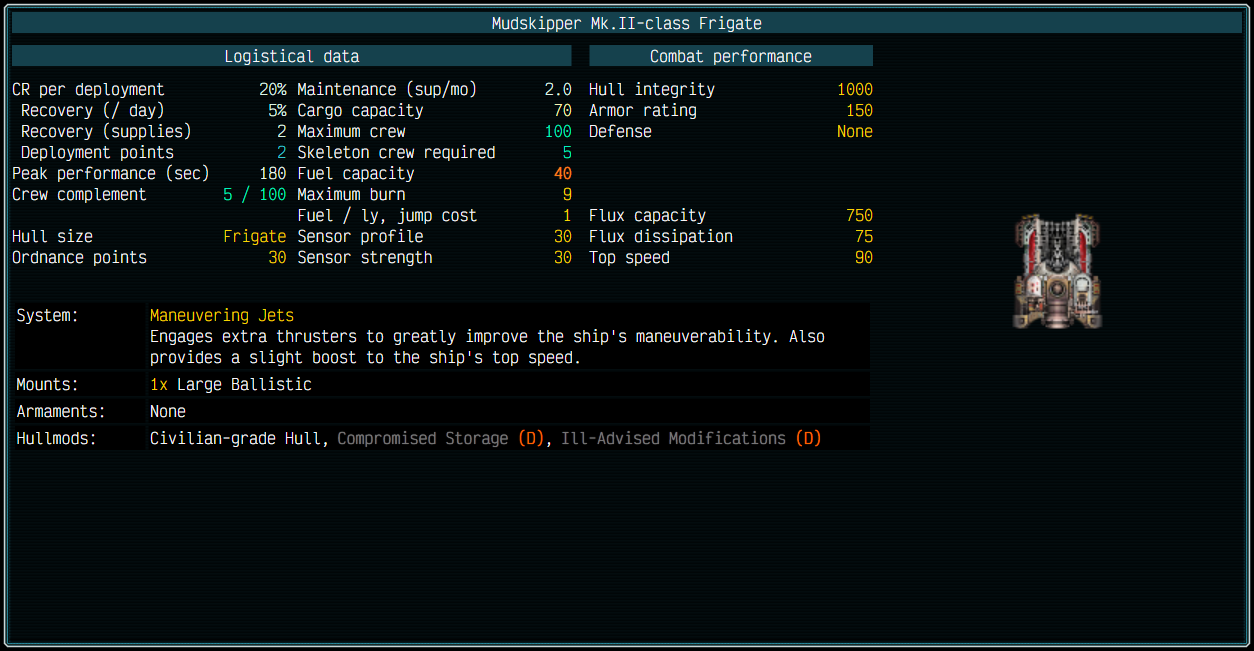 Mudskipper Mk.II-class Frigate
Logistical data
Combat performance
CR per deployment 20% Maintenance (sup/mo) 2.0 Hull integrity 1000
Recovery (/ day) 5% Cargo capacity 70 Armor rating 150
Recovery (supplies) 2 Maximum crew 100 Defense None
Deployment points 2 Skeleton crew required 5
Peak performance (sec) 180 Fuel capacity 40
Crew complement 5 / 100 Maximum burn 9
Fuel / ly, jump cost 1 Flux capacity 750
Hull size Frigate Sensor profile 30 Flux dissipation 75
Ordnance points 30 Sensor strength 30 Top speed 90
System: Maneuvering Jets
Engages extra thrusters to greatly improve the ship's maneuverability. Also
provides a slight boost to the ship's top speed.
Mounts: 1x Large Ballistic
Armaments: None
Hullmods: Civilian-grade Hull, Compromised Storage (D), Ill-Advised Modifications (D)